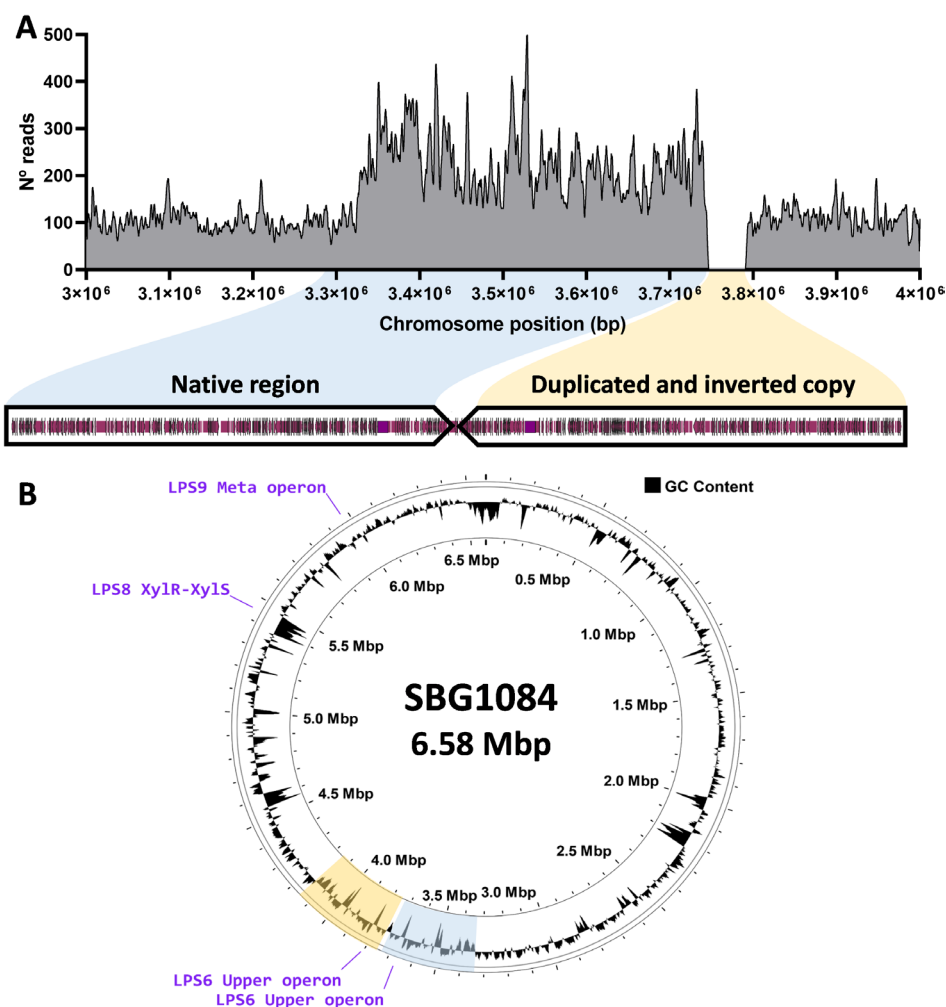 A
500
400
300
200
100
0
Nº reads
3×10⁶
3.1×10⁶
3.2×10⁶
3.3×10⁶
3.4×10⁶
3.5×10⁶
3.6×10⁶
3.7×10⁶
3.8×10⁶
3.9×10⁶
4×10⁶
Chromosome position (bp)
Native region
Duplicated and inverted copy
B
LPS9 Meta operon
GC Content
LPS8 XylR-XylS
6.5 Mbp
0.5 Mbp
6.0 Mbp
1.0 Mbp
5.5 Mbp
1.5 Mbp
5.0 Mbp
SBG1084
6.58 Mbp
2.0 Mbp
4.5 Mbp
2.5 Mbp
4.0 Mbp
3.5 Mbp
3.0 Mbp
LPS6 Upper operon
LPS6 Upper operon